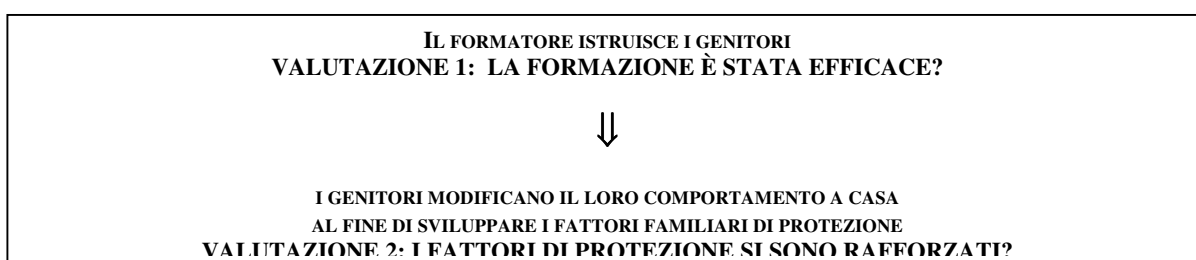 IL FORMATORE ISTRUISCE I GENITORI
VALUTAZIONE 1: LA FORMAZIONE È STATA EFFICACE?
⇓
I GENITORI MODIFICANO IL LORO COMPORTAMENTO A CASA
AL FINE DI SVILUPPARE I FATTORI FAMILIARI DI PROTEZIONE
VALUTAZIONE 2: I FATTORI DI PROTEZIONE SI SONO RAFFORZATI?